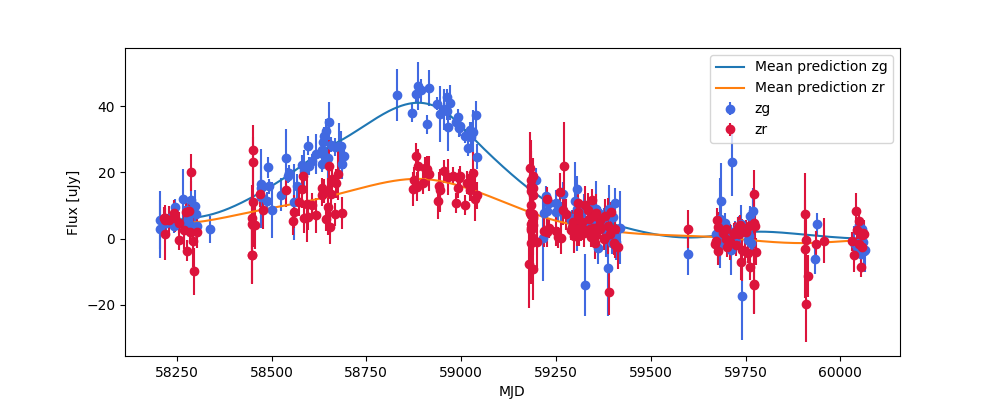 Mean prediction zg
Mean prediction zr
zg
zr
Flux [uJy]
40
20
0
−20
58250 58500 58750 59000 59250 59500 59750 60000
MJD